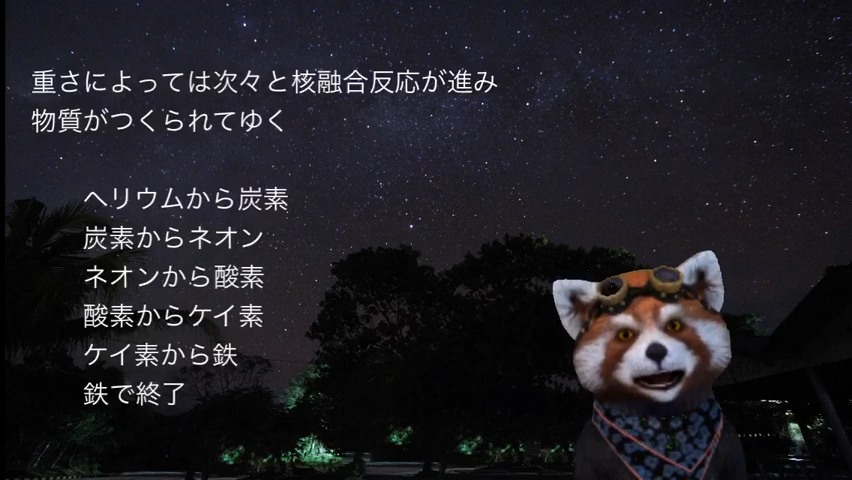 重さによっては次々と核融合反応が進み
物質がつくられてゆく
ヘリウムから炭素
炭素からネオン
ネオンから酸素
酸素からケイ素
ケイ素から鉄
鉄で終了